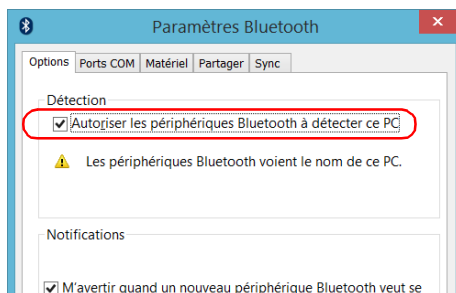 Paramètres Bluetooth
Options Ports COM Matériel Partager Sync
Détection
Autoriser les périphériques Bluetooth à détecter ce PC
Les périphériques Bluetooth voient le nom de ce PC.
Notifications
M'avertir quand un nouveau périphérique Bluetooth veut se